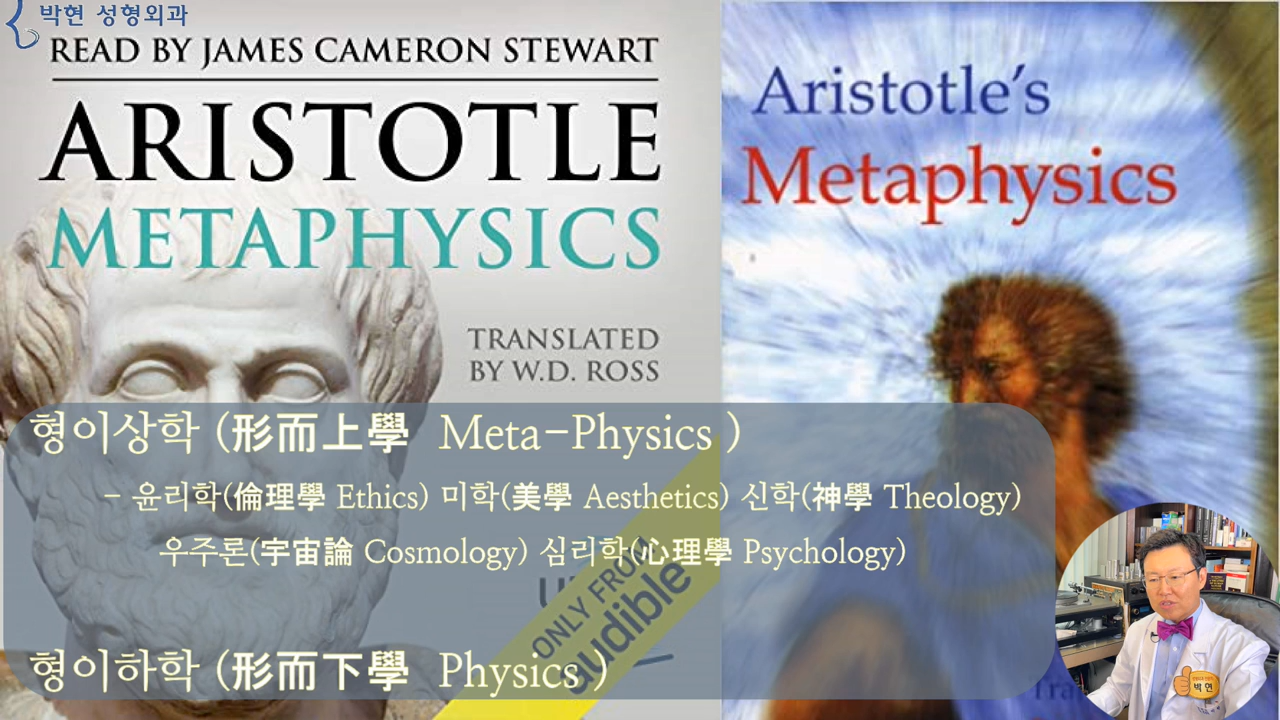 박현 성형외과
READ BY JAMES CAMERON STEWART
ARISTOTLE
METAPHYSICS
TRANSLATED
BY W.D. ROSS
Aristotle's
Metaphysics
형이상학 (形而上學 Meta-Physics )
- 윤리학(倫理學 Ethics) 미학(美學 Aesthetics) 신학(神學 Theology)
우주론(宇宙論 Cosmology) 심리학(心理學 Psychology)
형이하학 (形而下學 Physics )
ONLY FROM
audible
박현